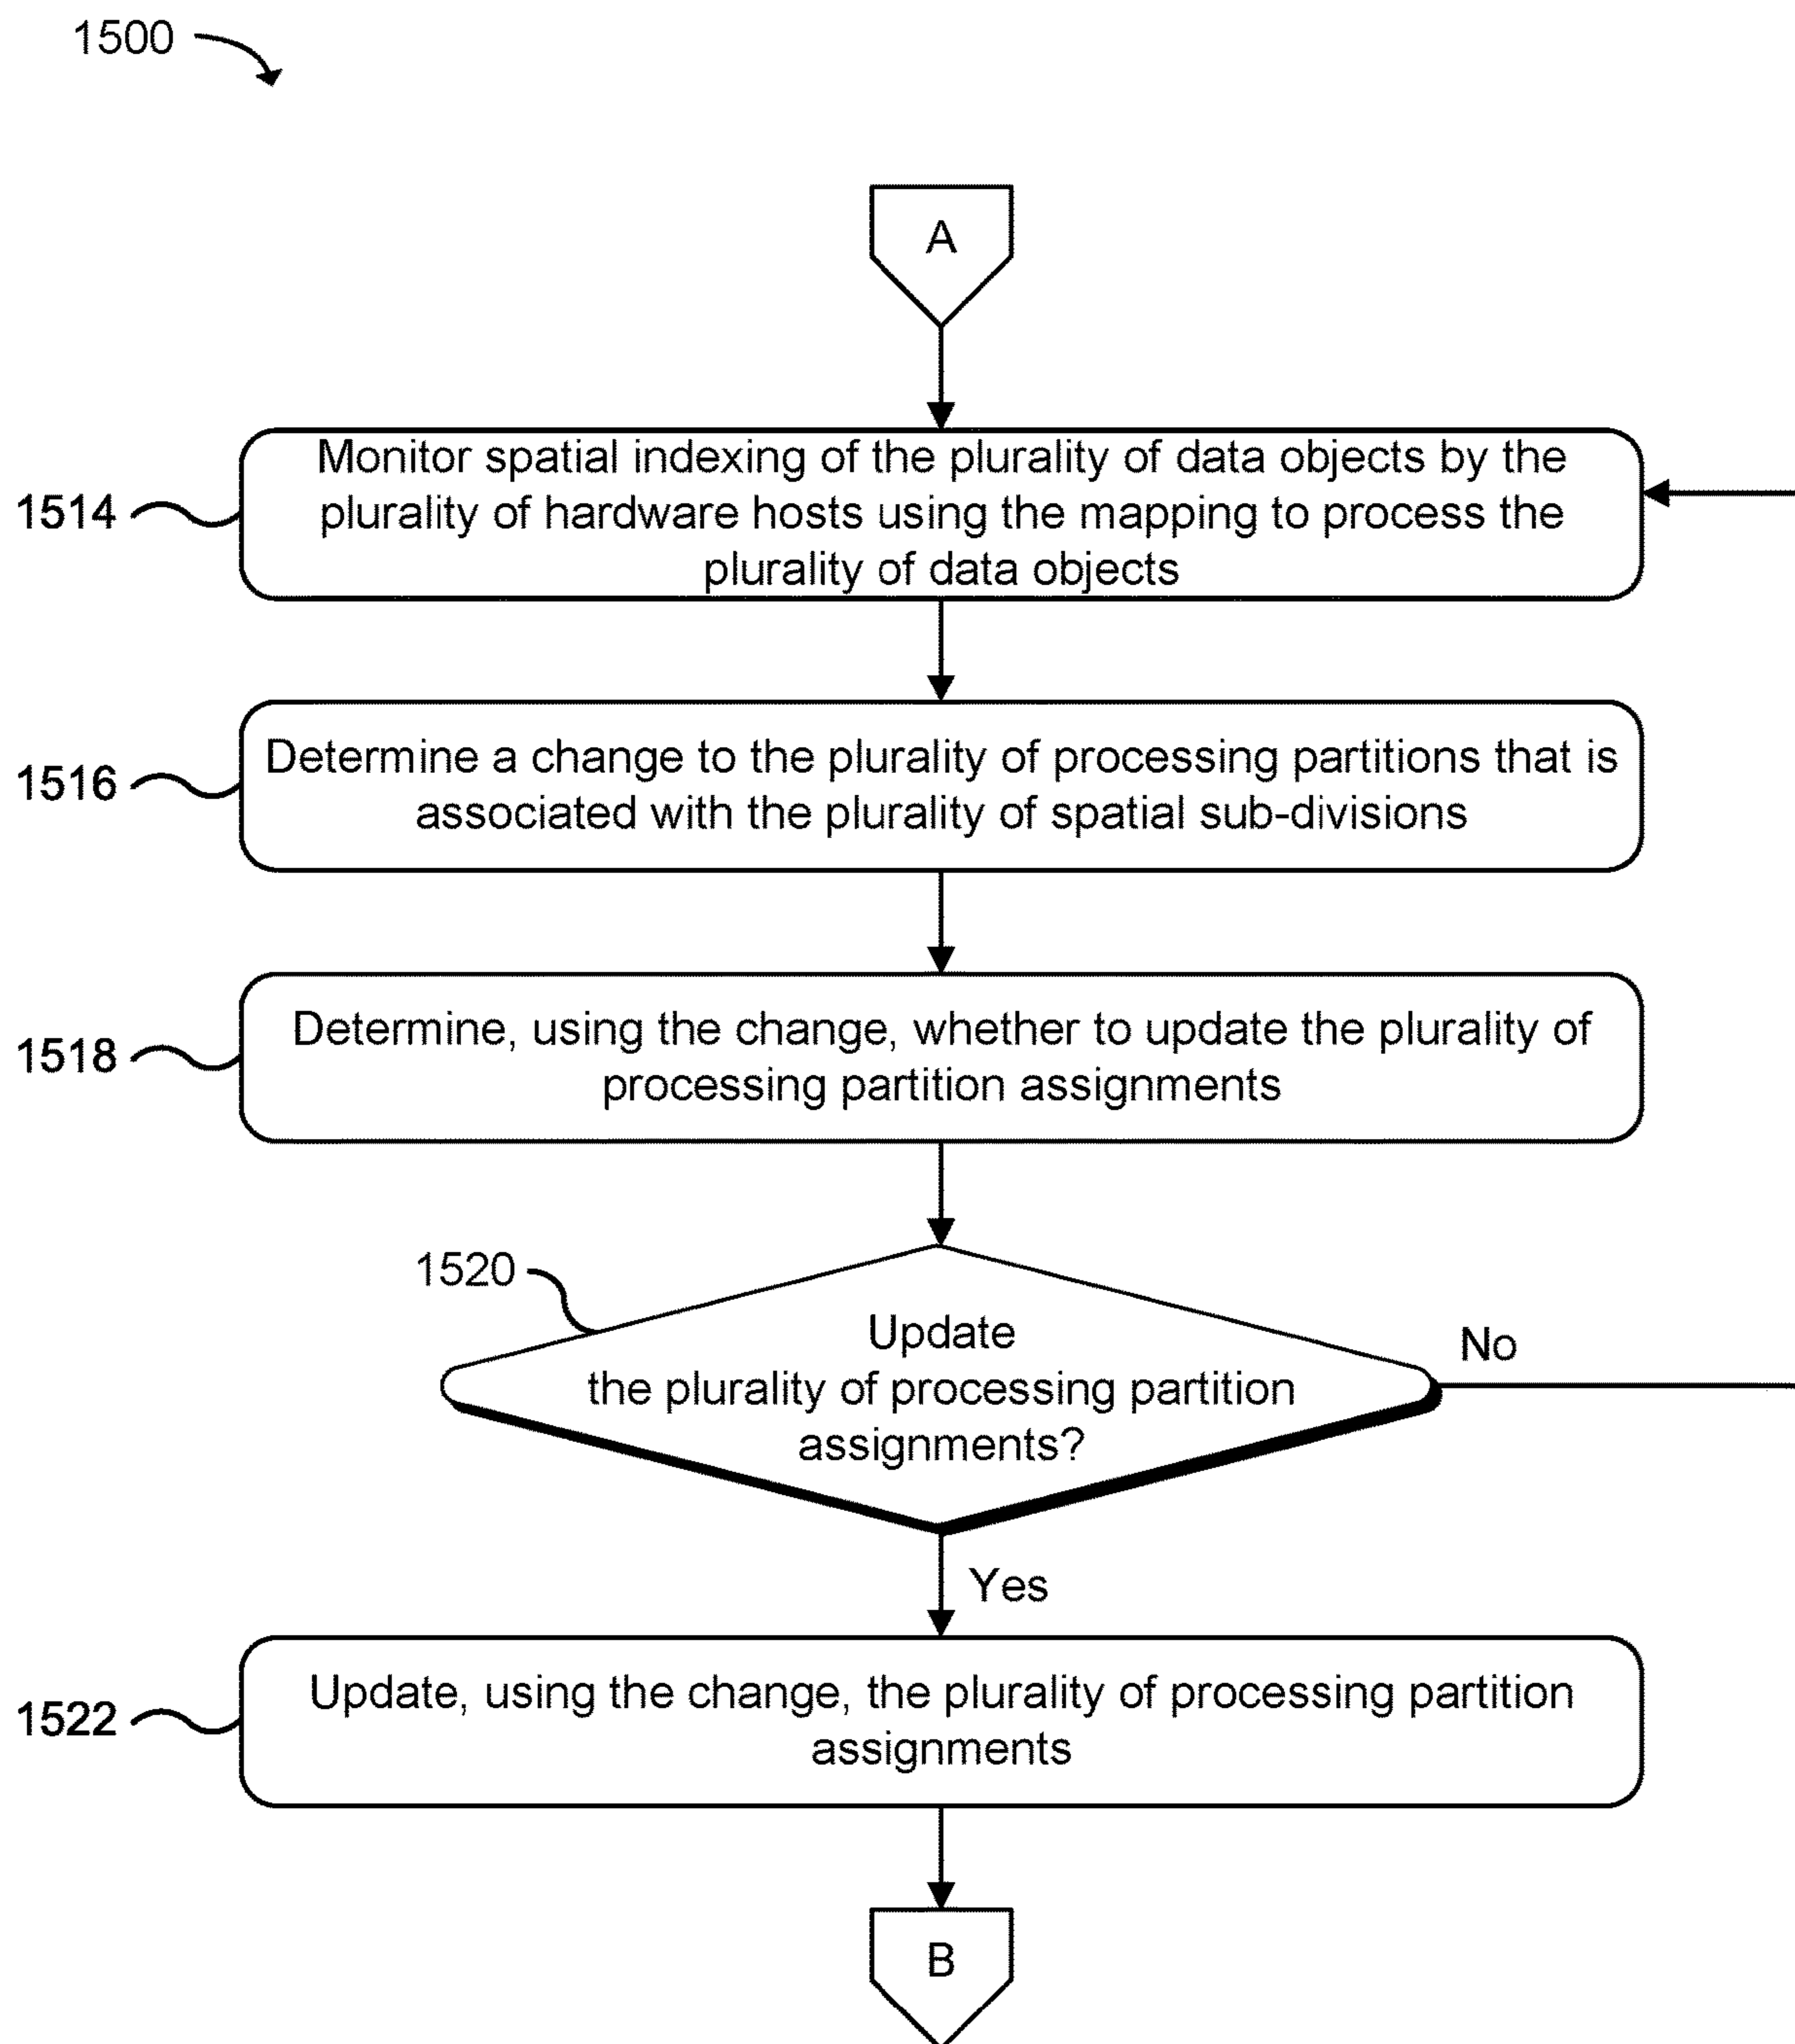 1500
A
Monitor spatial indexing of the plurality of data objects by the
plurality of hardware hosts using the mapping to process the
plurality of data objects
1514
Determine a change to the plurality of processing partitions that is
associated with the plurality of spatial sub-divisions
1516
Determine, using the change, whether to update the plurality of
processing partition assignments
1518
1520
Update
the plurality of processing partition
assignments?
No
Yes
Update, using the change, the plurality of processing partition
assignments
1522
B